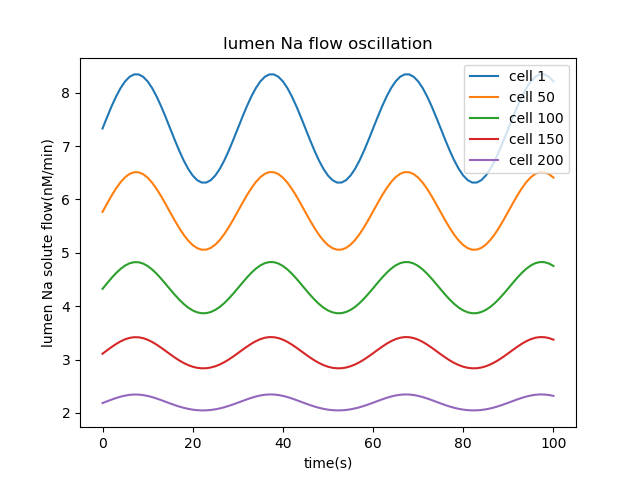 lumen Na flow oscillation
lumen Na solute flow(nM/min)
8
7
6
5
4
3
2
cell 1
cell 50
cell 100
cell 150
cell 200
0
20
40
60
80
100
time(s)